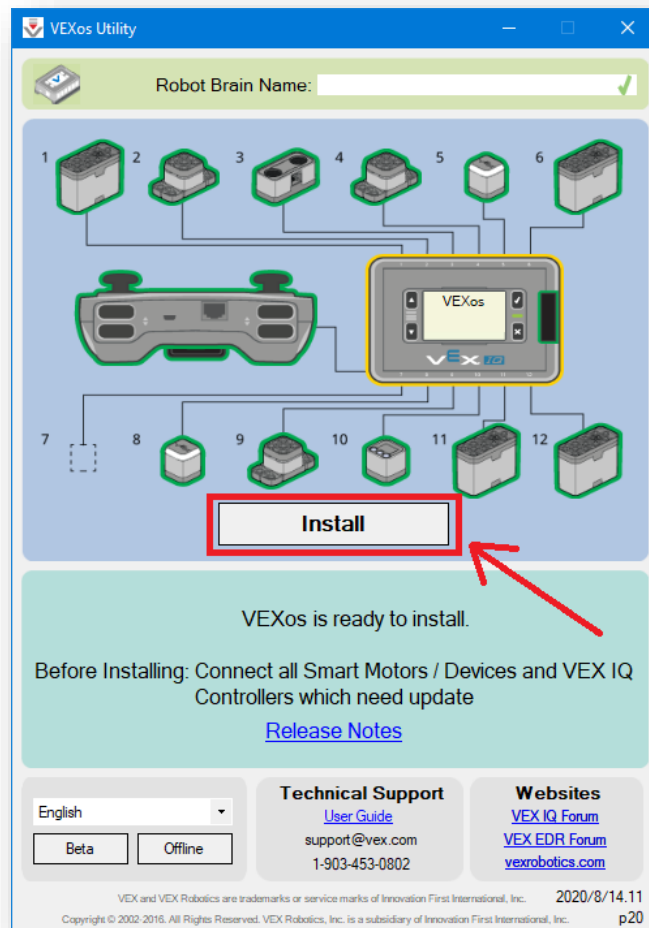 VEXos Utility
Robot Brain Name:
1 2 3 4 5 6
VEXos
VEX IQ
7 8 9 10 11 12
Install
VEXos is ready to install.
Before Installing: Connect all Smart Motors / Devices and VEX IQ
Controllers which need update
Release Notes
English
Beta Offline
Technical Support
User Guide
support@vex.com
1-903-453-0802
Websites
VEX IQ Forum
VEX EDR Forum
vexrobotics.com
VEX and VEX Robotics are trademarks or service marks of Innovation First International, Inc. 2020/8/14.11
Copyright © 2002-2016. All Rights Reserved. VEX Robotics, Inc. is a subsidiary of Innovation First International, Inc. p20